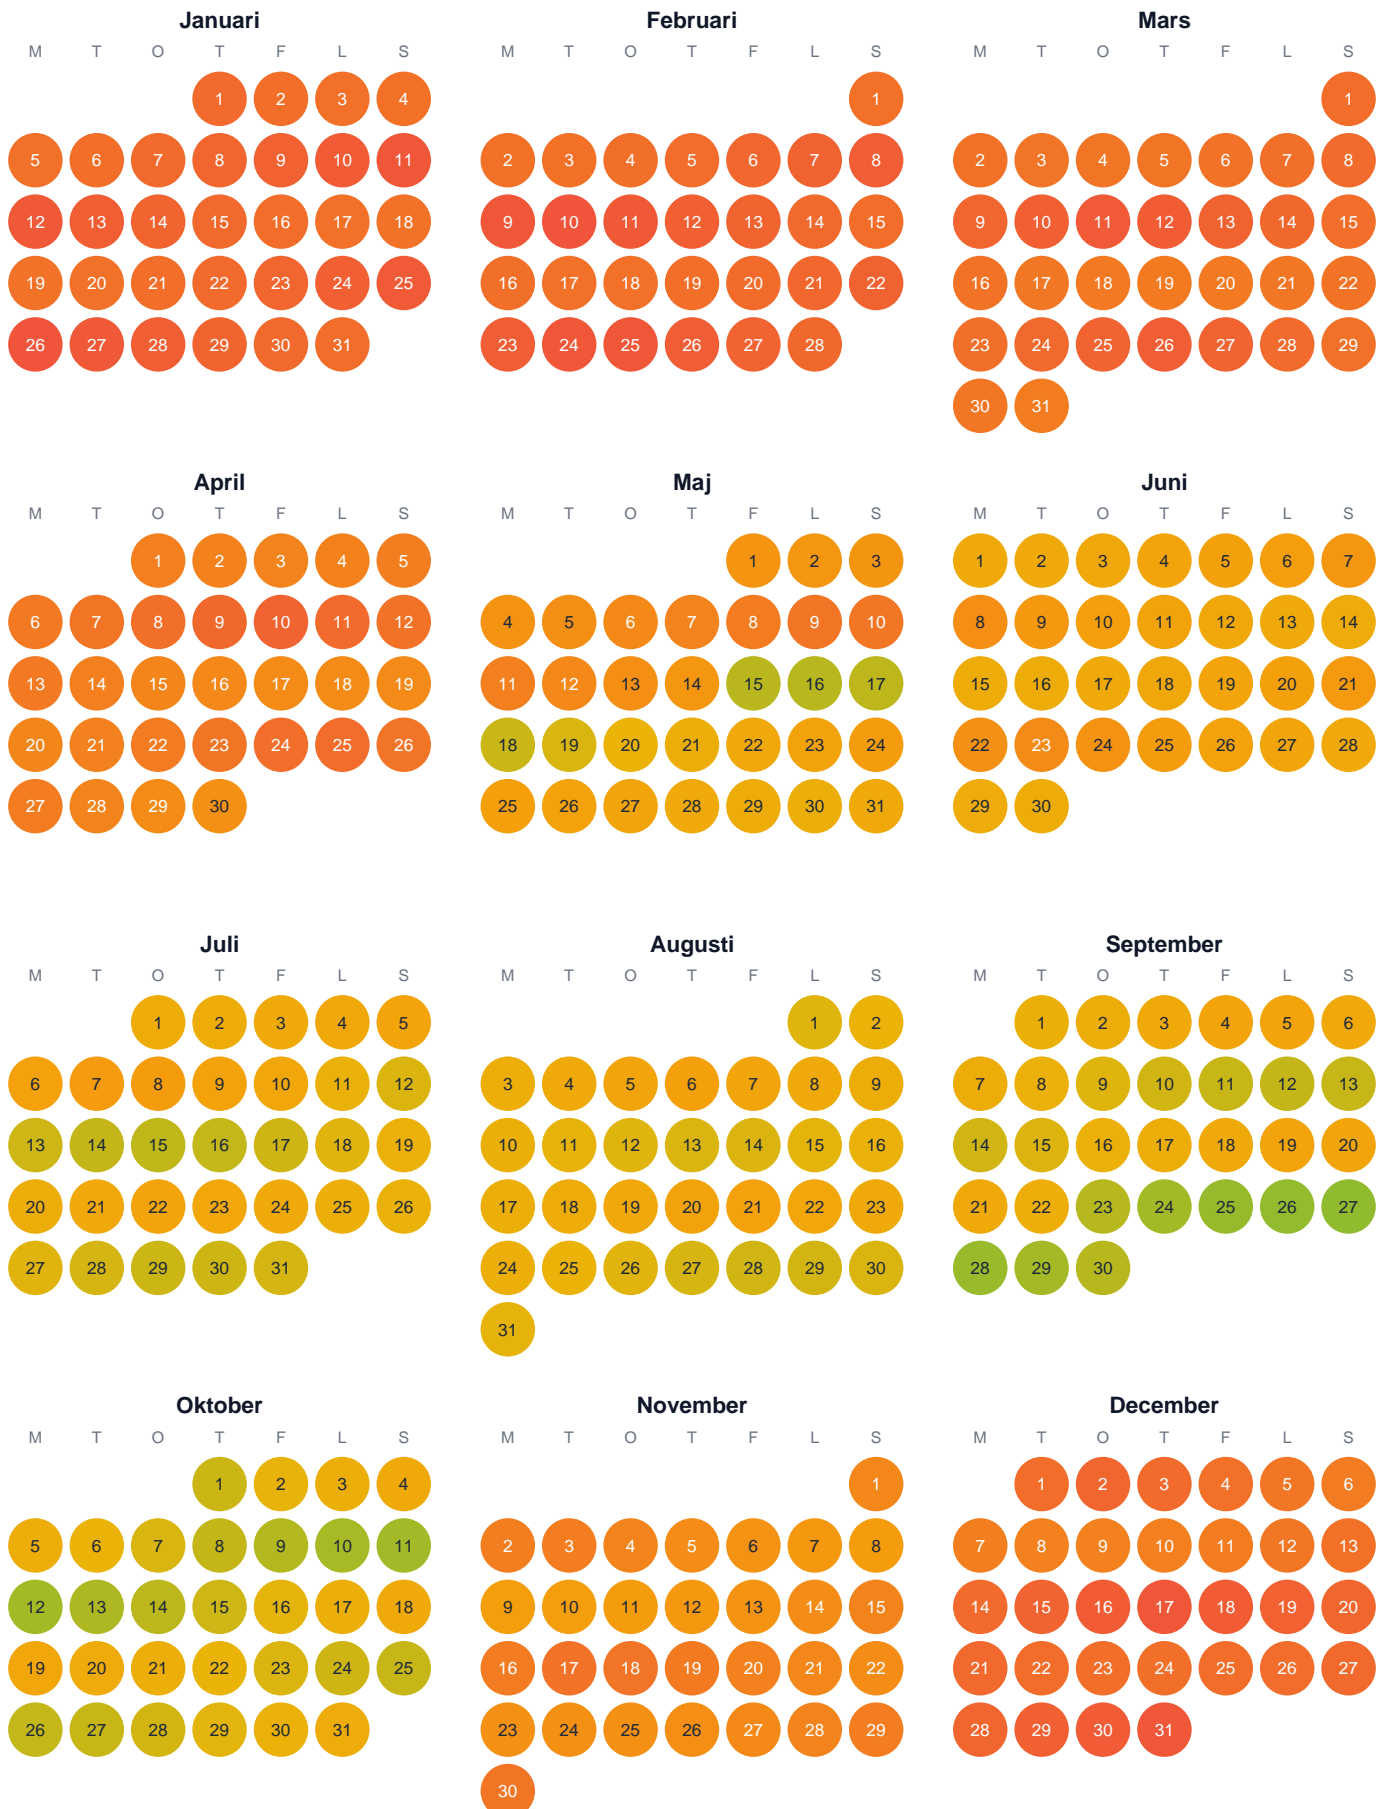 Januari Februari Mars
M T O T F L S M T O T F L S M T O T F L S
1 2 3 4 1 1
5 6 7 8 9 10 11 2 3 4 5 6 7 8 2 3 4 5 6 7 8
12 13 14 15 16 17 18 9 10 11 12 13 14 15 9 10 11 12 13 14 15
19 20 21 22 23 24 25 16 17 18 19 20 21 22 16 17 18 19 20 21 22
26 27 28 29 30 31 23 24 25 26 27 28 23 24 25 26 27 28 29
30 31
April Maj Juni
M T O T F L S M T O T F L S M T O T F L S
1 2 3 4 5 1 2 3 1 2 3 4 5 6 7
6 7 8 9 10 11 12 4 5 6 7 8 9 10 8 9 10 11 12 13 14
13 14 15 16 17 18 19 11 12 13 14 15 16 17 15 16 17 18 19 20 21
20 21 22 23 24 25 26 18 19 20 21 22 23 24 22 23 24 25 26 27 28
27 28 29 30 25 26 27 28 29 30 31 29 30
Juli Augusti September
M T O T F L S M T O T F L S M T O T F L S
1 2 3 4 5 1 2 1 2 3 4 5 6
6 7 8 9 10 11 12 3 4 5 6 7 8 9 7 8 9 10 11 12 13
13 14 15 16 17 18 19 10 11 12 13 14 15 16 14 15 16 17 18 19 20
20 21 22 23 24 25 26 17 18 19 20 21 22 23 21 22 23 24 25 26 27
27 28 29 30 31 24 25 26 27 28 29 30 28 29 30
31
Oktober November December
M T O T F L S M T O T F L S M T O T F L S
1 2 3 4 1 1 2 3 4 5 6
5 6 7 8 9 10 11 2 3 4 5 6 7 8 7 8 9 10 11 12 13
12 13 14 15 16 17 18 9 10 11 12 13 14 15 14 15 16 17 18 19 20
19 20 21 22 23 24 25 16 17 18 19 20 21 22 21 22 23 24 25 26 27
26 27 28 29 30 31 23 24 25 26 27 28 29 28 29 30 31
30